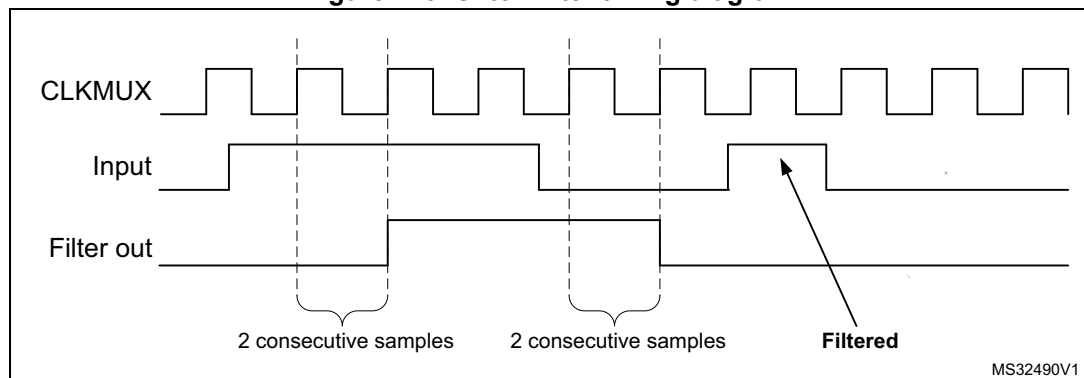 CLKMUX
Input
Filter out
2 consecutive samples 2 consecutive samples Filtered
MS32490V1